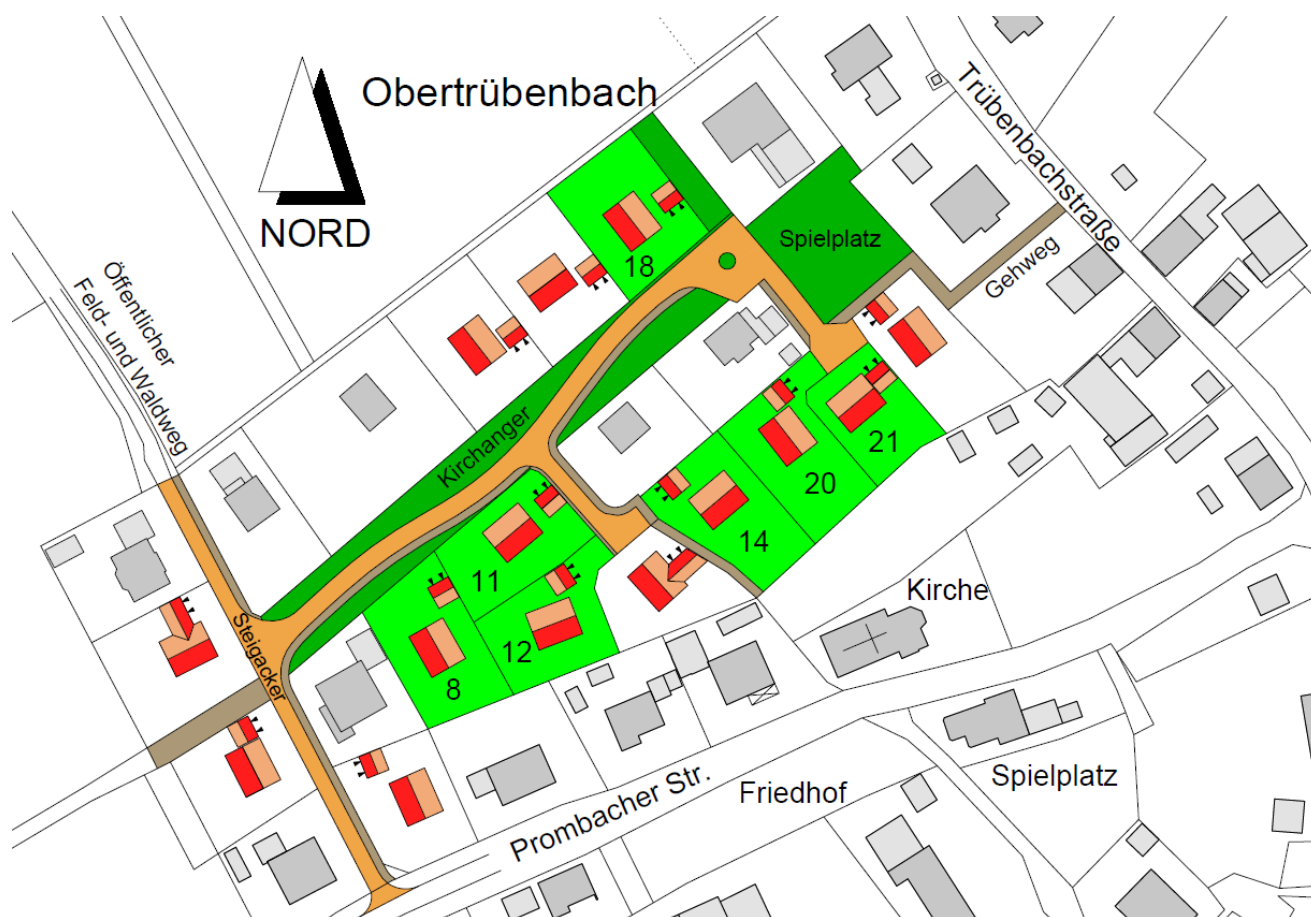 Obertrübenbach
NORD
Trübenbachstraße
Spielplatz
18
Gehweg
Öffentlicher
Feld- und Waldweg
Kirchanger
21
20
14
11
12
8
Kirche
Steigacker
Spielplatz
Friedhof
Prombacher Str.